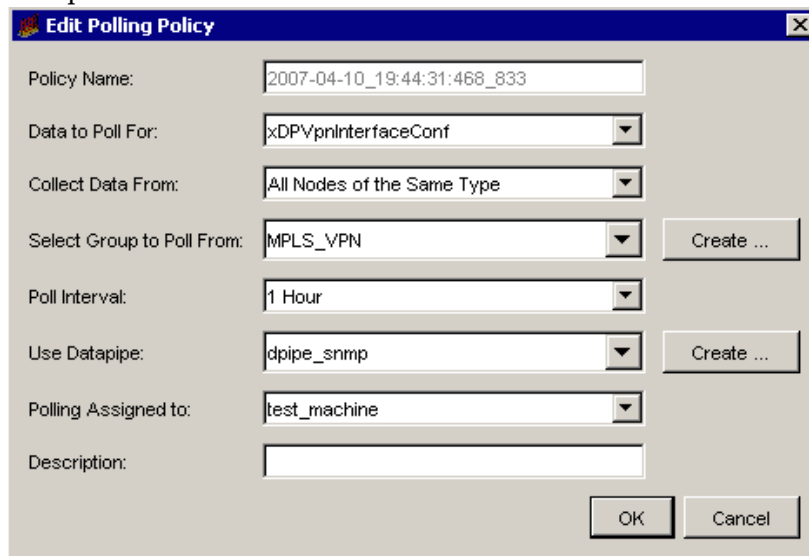 Edit Polling Policy
Policy Name: 2007-04-10_19:44:31:468_833
Data to Poll For: xDPVpnInterfaceConf
Collect Data From: All Nodes of the Same Type
Select Group to Poll From: MPLS_VPN Create ...
Poll Interval: 1 Hour
Use Datapipe: dpipe_snmp Create ...
Polling Assigned to: test_machine
Description:
OK Cancel